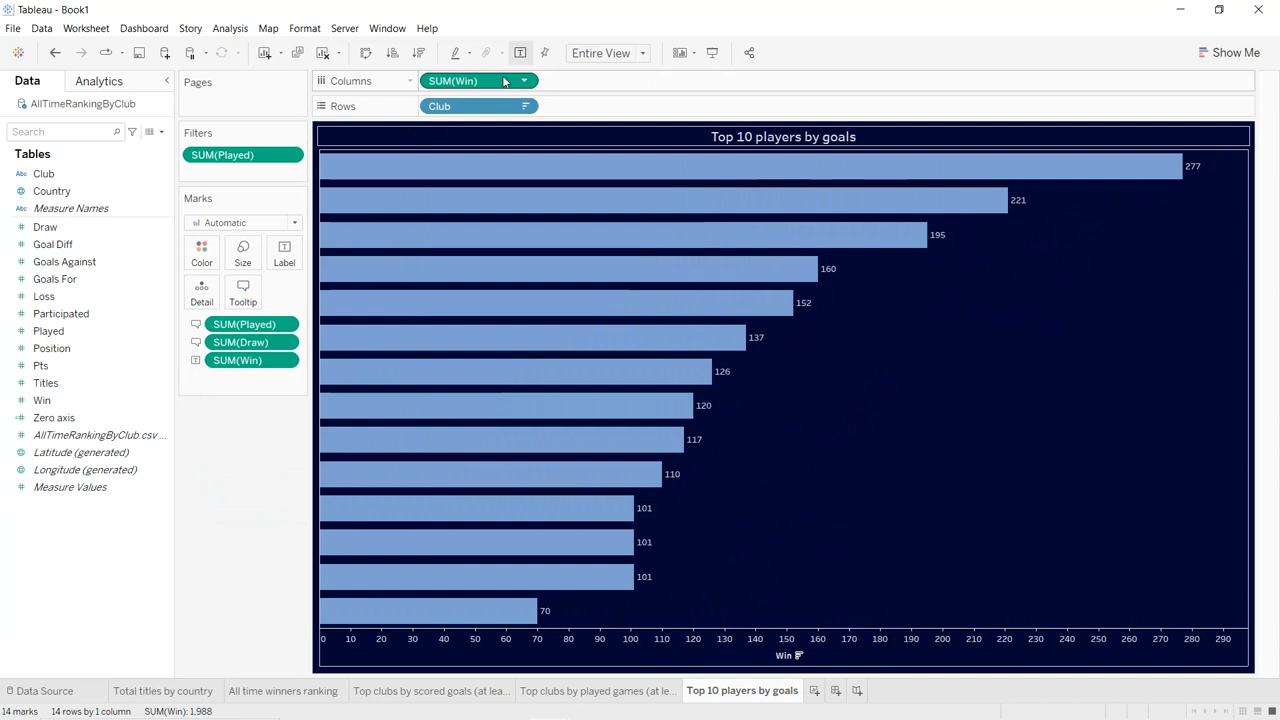 Tableau - Book1
File Data Worksheet Dashboard Story Analysis Map Format Server Window Help
Entire View
Show Me
Data Analytics
AllTimeRankingByClub
Search
Tables
Abc Club
Country
Measure Names
Draw
Goal Diff
Goals Against
Goals For
Loss
Participated
Played
Position
Pts
Titles
Win
Zero axis
AllTimeRankingByClub.csv ...
Latitude (generated)
Longitude (generated)
Measure Values
Pages
Filters
SUM(Played)
Marks
Automatic
Color Size Label
Detail Tooltip
SUM(Played)
SUM(Draw)
SUM(Win)
Columns SUM(Win)
Rows Club
Top 10 players by goals
277
221
195
160
152
137
126
120
117
110
101
101
101
70
0 10 20 30 40 50 60 70 80 90 100 110 120 130 140 150 160 170 180 190 200 210 220 230 240 250 260 270 280 290
Win
Data Source Total titles by country All time winners ranking Top clubs by scored goals (at lea... Top clubs by played games (at le... Top 10 players by goals
14 marks 14 rows by 1 column SUM(Win): 1,988